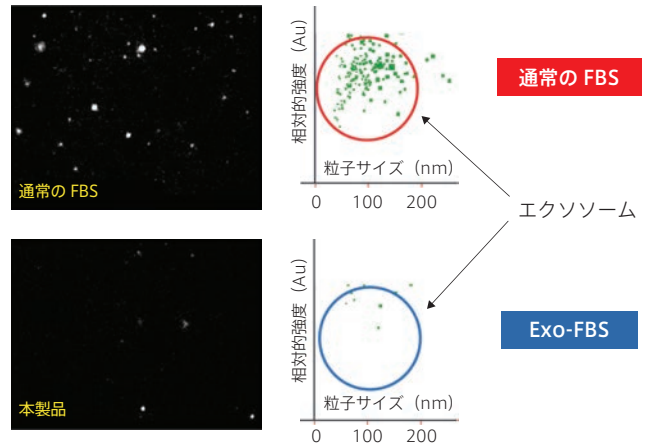 通常の FBS
相対的強度（Au）
粒子サイズ（nm）
0 100 200
通常の FBS
エクソソーム
本製品
相対的強度（Au）
粒子サイズ（nm）
0 100 200
Exo-FBS